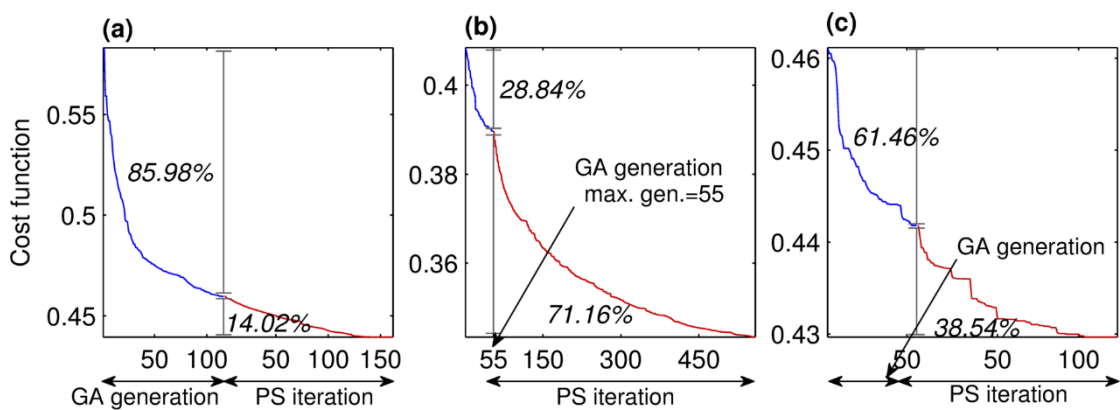 (a)
(b)
(c)
Cost function
0.55
0.5
0.45
85.98%
14.02%
50 100 50 100 150
GA generation PS iteration
0.4
0.38
0.36
28.84%
GA generation
max. gen.=55
71.16%
55 150 300 450
PS iteration
0.46
0.45
0.44
0.43
61.46%
GA generation
38.54%
50 50 100
PS iteration